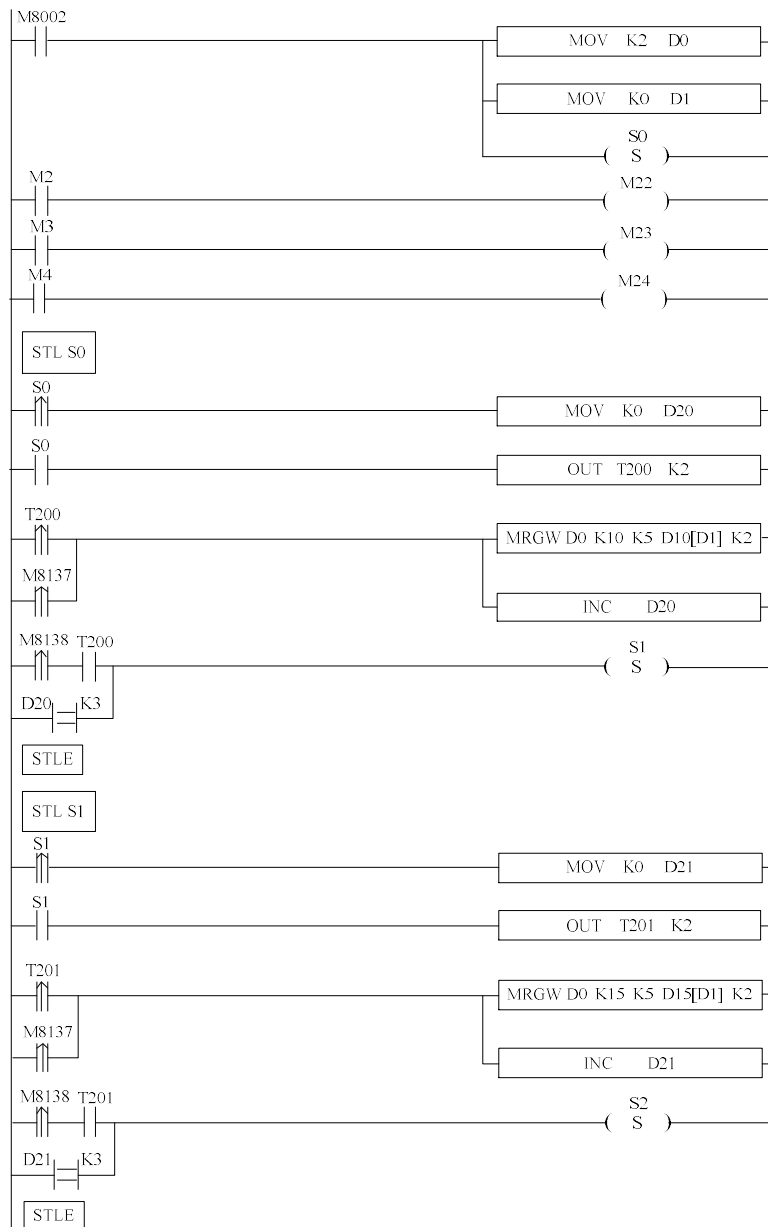 M8002
MOV K2 D0
MOV K0 D1
S0
S
M2
M22
M3
M23
M4
M24
STL S0
S0
MOV K0 D20
S0
OUT T200 K2
T200
MRGW D0 K10 K5 D10[D1] K2
M8137
INC D20
M8138 T200
S1
S
D20 K3
STLE
STL S1
S1
MOV K0 D21
S1
OUT T201 K2
T201
MRGW D0 K15 K5 D15[D1] K2
M8137
INC D21
M8138 T201
S2
S
D21 K3
STLE